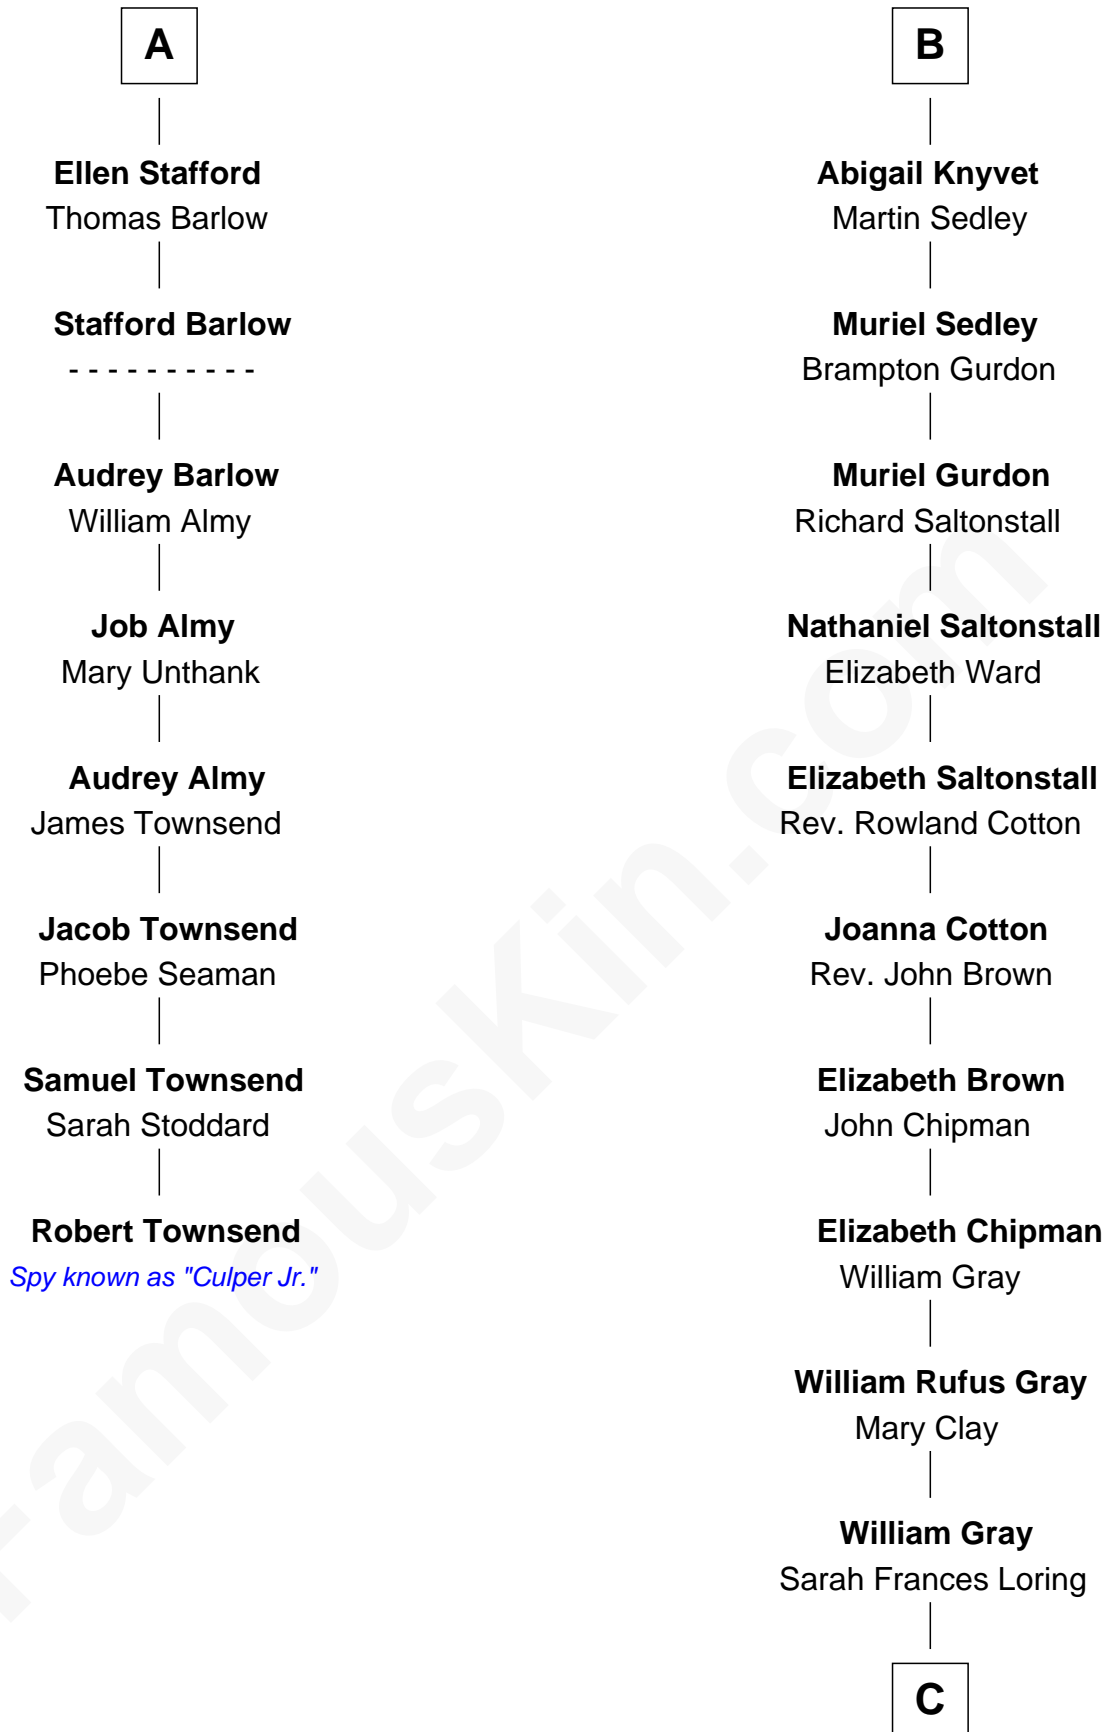 A
Ellen Stafford
Thomas Barlow
Stafford Barlow
- - - - - - - - - -
Audrey Barlow
William Almy
Job Almy
Mary Unthank
Audrey Almy
James Townsend
Jacob Townsend
Phoebe Seaman
Samuel Townsend
Sarah Stoddard
Robert Townsend
Spy known as "Culper Jr."
B
Abigail Knyvet
Martin Sedley
Muriel Sedley
Brampton Gurdon
Muriel Gurdon
Richard Saltonstall
Nathaniel Saltonstall
Elizabeth Ward
Elizabeth Saltonstall
Rev. Rowland Cotton
Joanna Cotton
Rev. John Brown
Elizabeth Brown
John Chipman
Elizabeth Chipman
William Gray
William Rufus Gray
Mary Clay
William Gray
Sarah Frances Loring
C
FamousKin.com